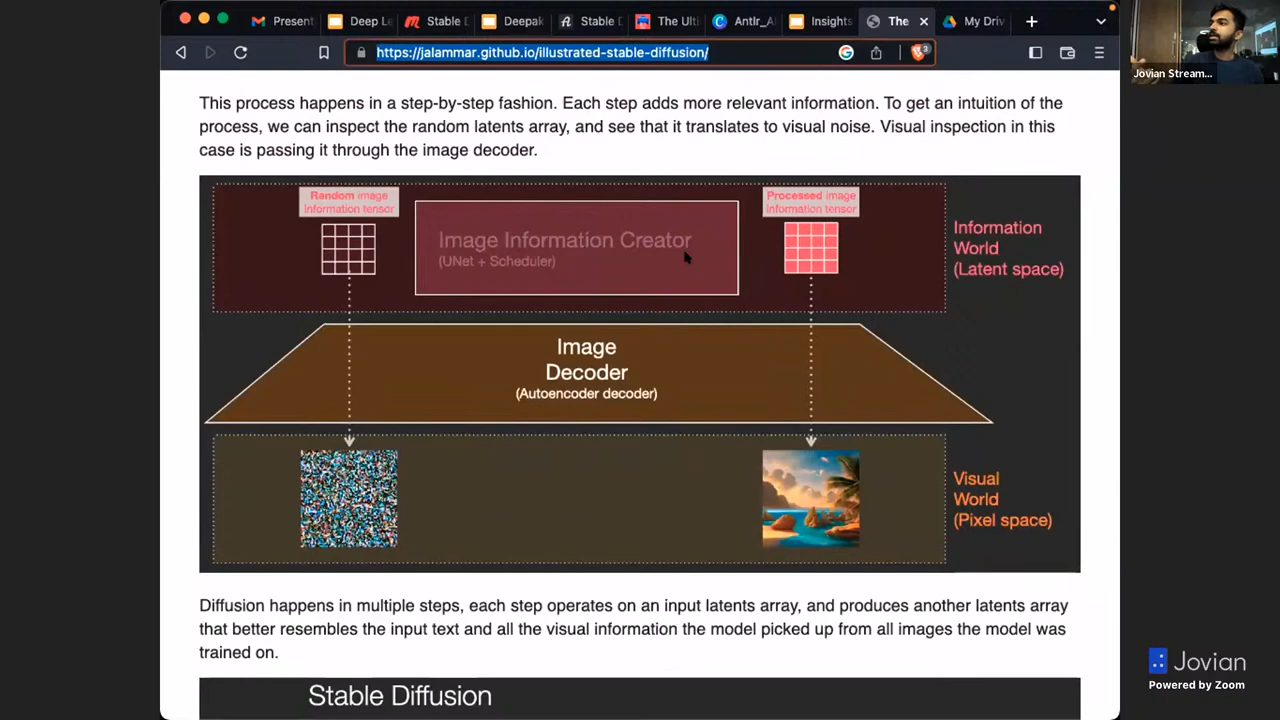 Present
Deep Le
Stable D
Deepak
Stable D
The Ulti
Antlr_A
Insights
The
My Driv
https://jalammar.github.io/illustrated-stable-diffusion/
3
Jovian Stream...
This process happens in a step-by-step fashion. Each step adds more relevant information. To get an intuition of the
process, we can inspect the random latents array, and see that it translates to visual noise. Visual inspection in this
case is passing it through the image decoder.
Random image
information tensor
Processed image
information tensor
Image Information Creator
(UNet + Scheduler)
Information
World
(Latent space)
Image
Decoder
(Autoencoder decoder)
Visual
World
(Pixel space)
Diffusion happens in multiple steps, each step operates on an input latents array, and produces another latents array
that better resembles the input text and all the visual information the model picked up from all images the model was
trained on.
Stable Diffusion
Jovian
Powered by Zoom